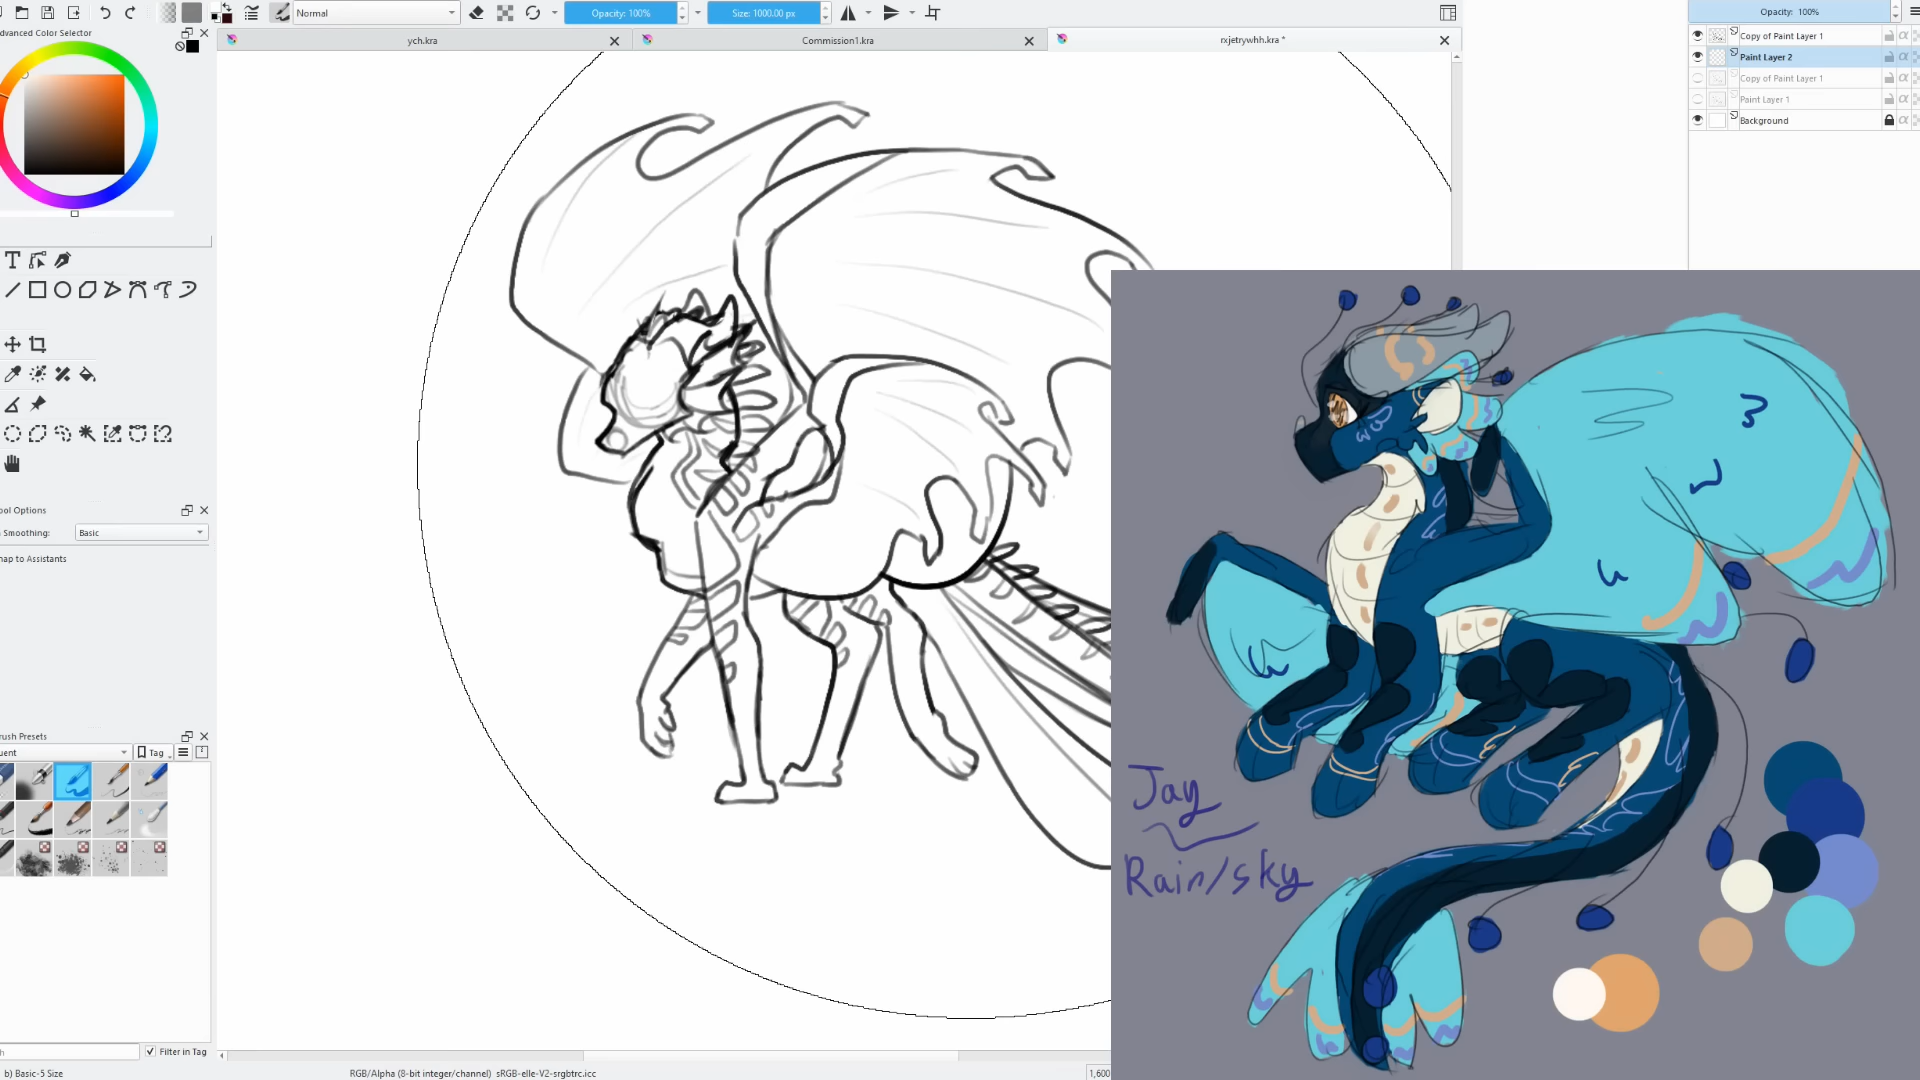 Normal
Opacity: 100%
Size: 1000.00 px
Opacity: 100%
Advanced Color Selector
ych.kra
Commission1.kra
rxjetrywhh.kra *
Copy of Paint Layer 1
Paint Layer 2
Copy of Paint Layer 1
Paint Layer 1
Background
ool Options
Smoothing:
Basic
nap to Assistants
rush Presets
uent
Tag
h
Filter in Tag
b) Basic-5 Size
RGB/Alpha (8-bit integer/channel) sRGB-elle-V2-srgbtrc.icc
1,600
Jay
Rain/sky